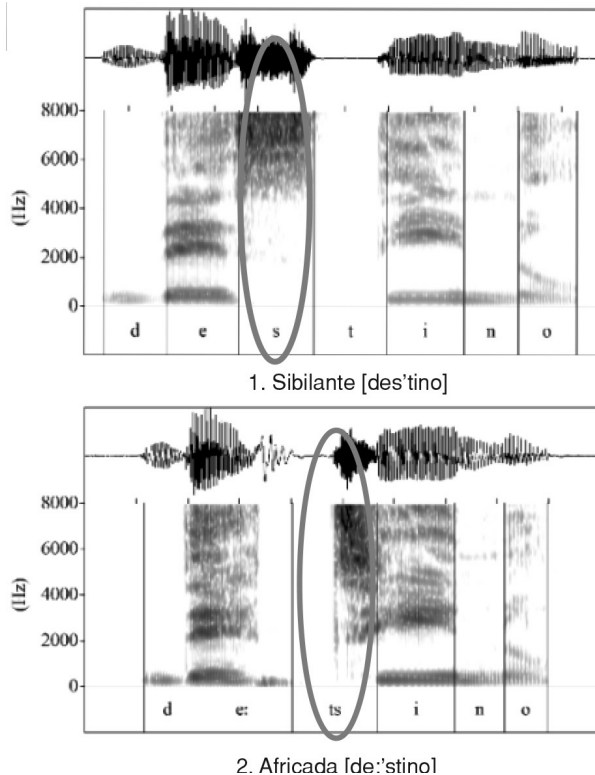 8000
6000
4000
2000
0
(Hz)
d e s t i n o
1. Sibilante [des'tino]
8000
6000
4000
2000
0
(Hz)
d e: ts i n o
2. Africada [de:'stino]